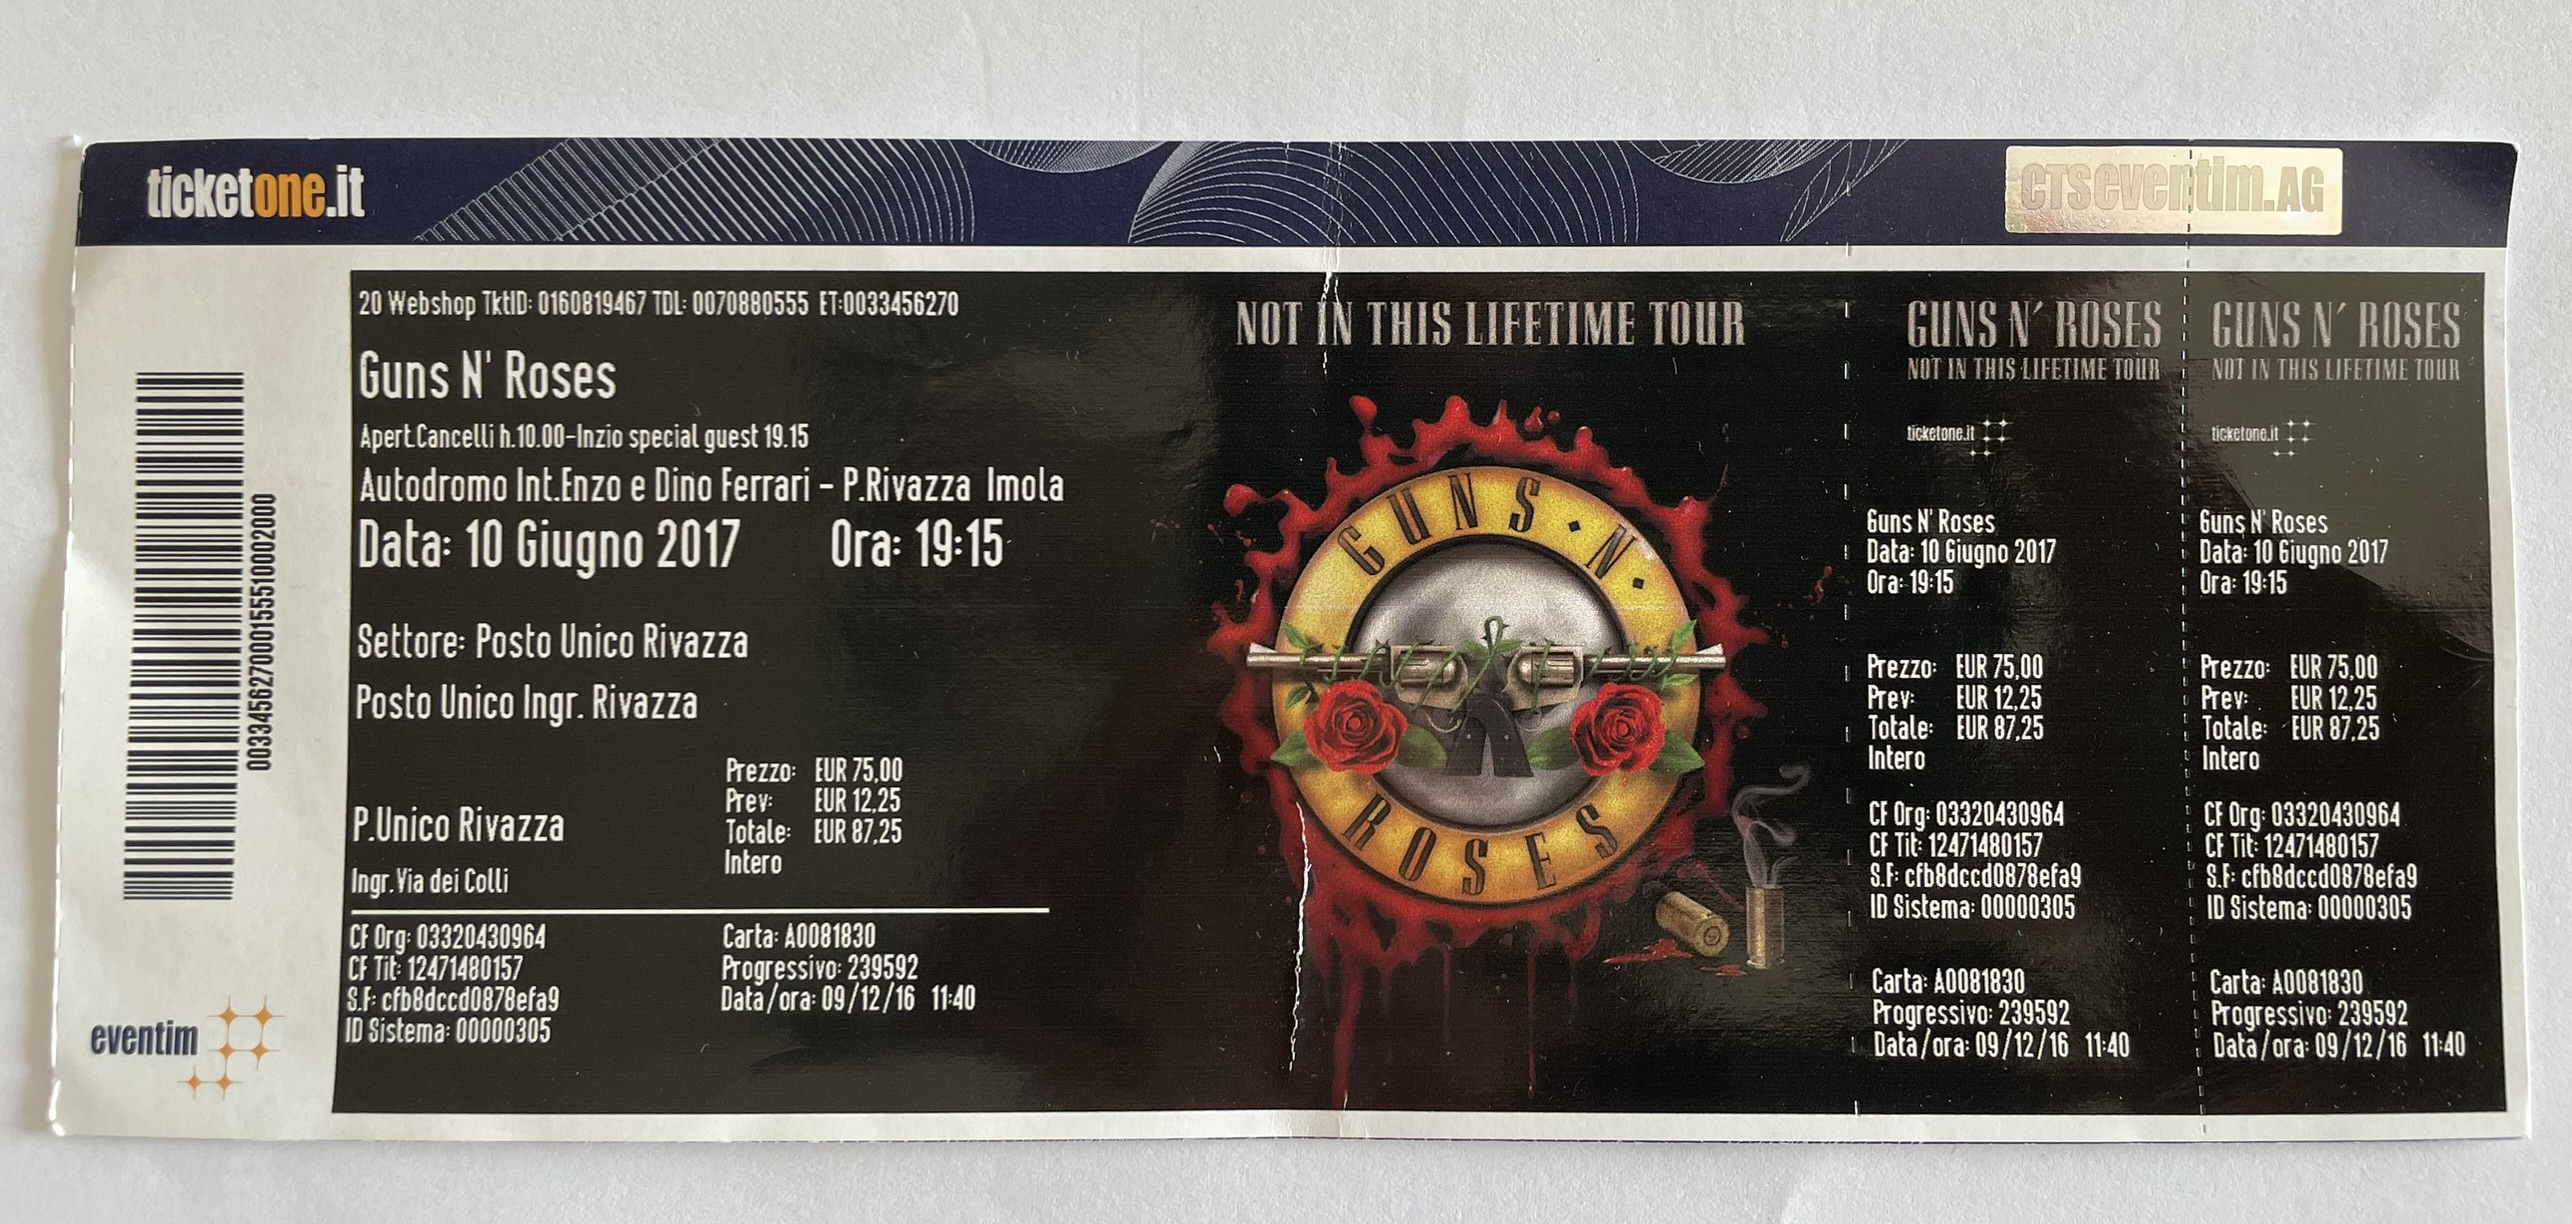 ticketone.it
CTSeventim.AG
20 Webshop TktID: 0160819467 TDL: 0070880555 ET:0033456270
Guns N' Roses
Apert.Cancelli h.10.00-Inzio special guest 19.15
Autodromo Int.Enzo e Dino Ferrari - P.Rivazza Imola
Data: 10 Giugno 2017 Ora: 19:15
Settore: Posto Unico Rivazza
Posto Unico Ingr. Rivazza
P.Unico Rivazza
Ingr.Via dei Colli
Prezzo: EUR 75,00
Prev: EUR 12,25
Totale: EUR 87,25
Intero
CF Org: 03320430964
CF Tit: 12471480157
S.F: cfb8dccd0878efa9
ID Sistema: 00000305
Carta: A0081830
Progressivo: 239592
Data/ora: 09/12/16 11:40
003345627000155510002000
eventim
NOT IN THIS LIFETIME TOUR
GUNS · N ·
ROSES
GUNS N' ROSES
NOT IN THIS LIFETIME TOUR
ticketone.it
Guns N' Roses
Data: 10 Giugno 2017
Ora: 19:15
Prezzo: EUR 75,00
Prev: EUR 12,25
Totale: EUR 87,25
Intero
CF Org: 03320430964
CF Tit: 12471480157
S.F: cfb8dccd0878efa9
ID Sistema: 00000305
Carta: A0081830
Progressivo: 239592
Data/ora: 09/12/16 11:40
GUNS N' ROSES
NOT IN THIS LIFETIME TOUR
ticketone.it
Guns N' Roses
Data: 10 Giugno 2017
Ora: 19:15
Prezzo: EUR 75,00
Prev: EUR 12,25
Totale: EUR 87,25
Intero
CF Org: 03320430964
CF Tit: 12471480157
S.F: cfb8dccd0878efa9
ID Sistema: 00000305
Carta: A0081830
Progressivo: 239592
Data/ora: 09/12/16 11:40